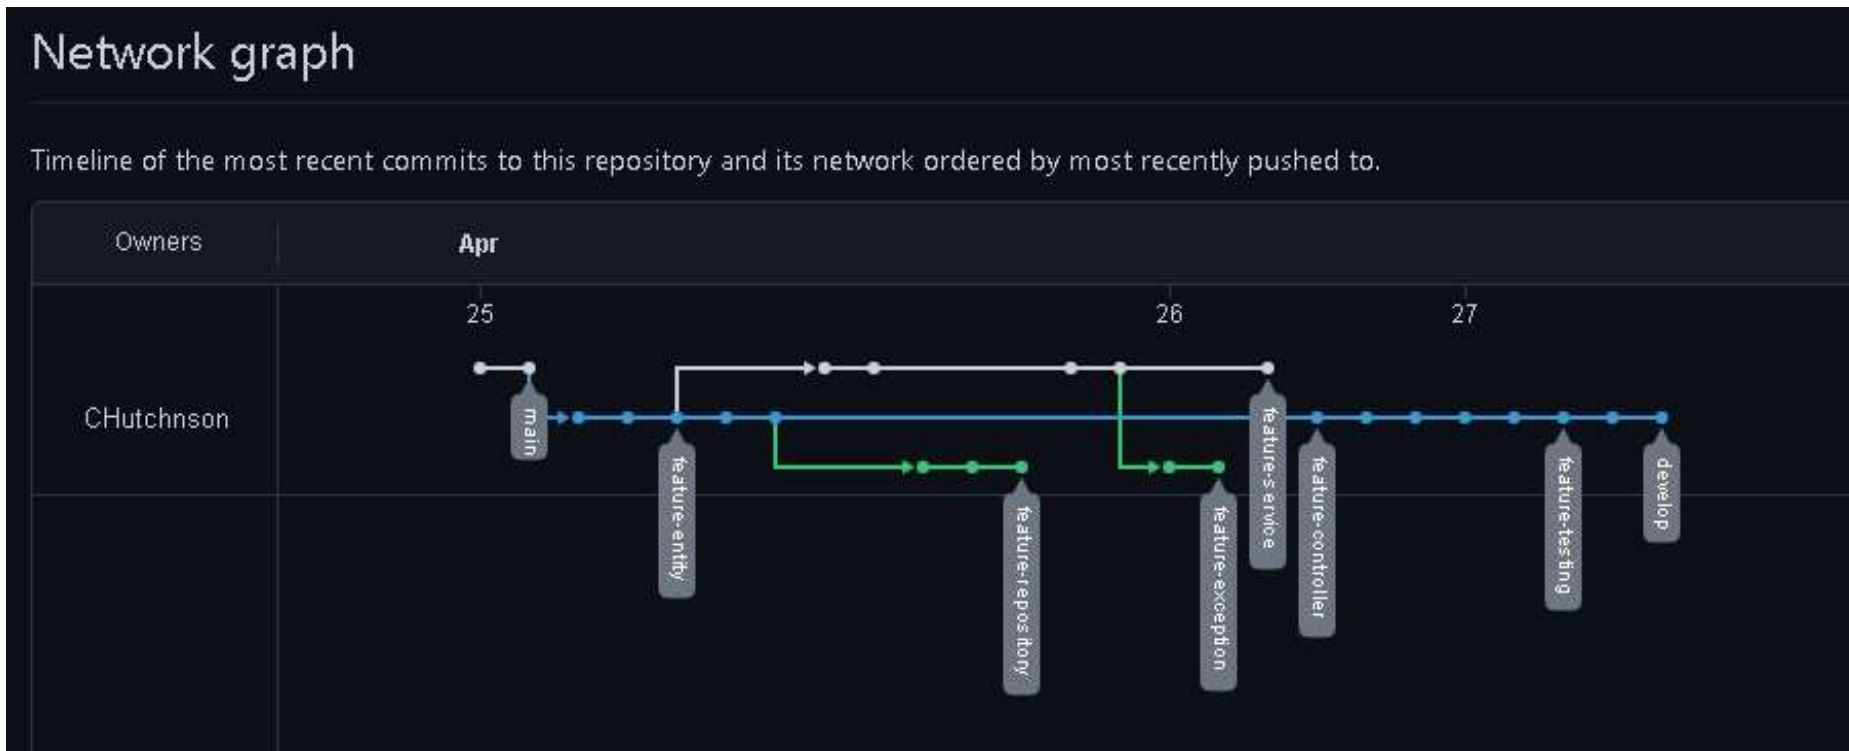 Network graph
Timeline of the most recent commits to this repository and its network ordered by most recently pushed to.
Owners
Apr
25
26
27
CHutchnson
main
feature-entity
feature-repository
feature-exception
feature-service
feature-controller
feature-testing
develop